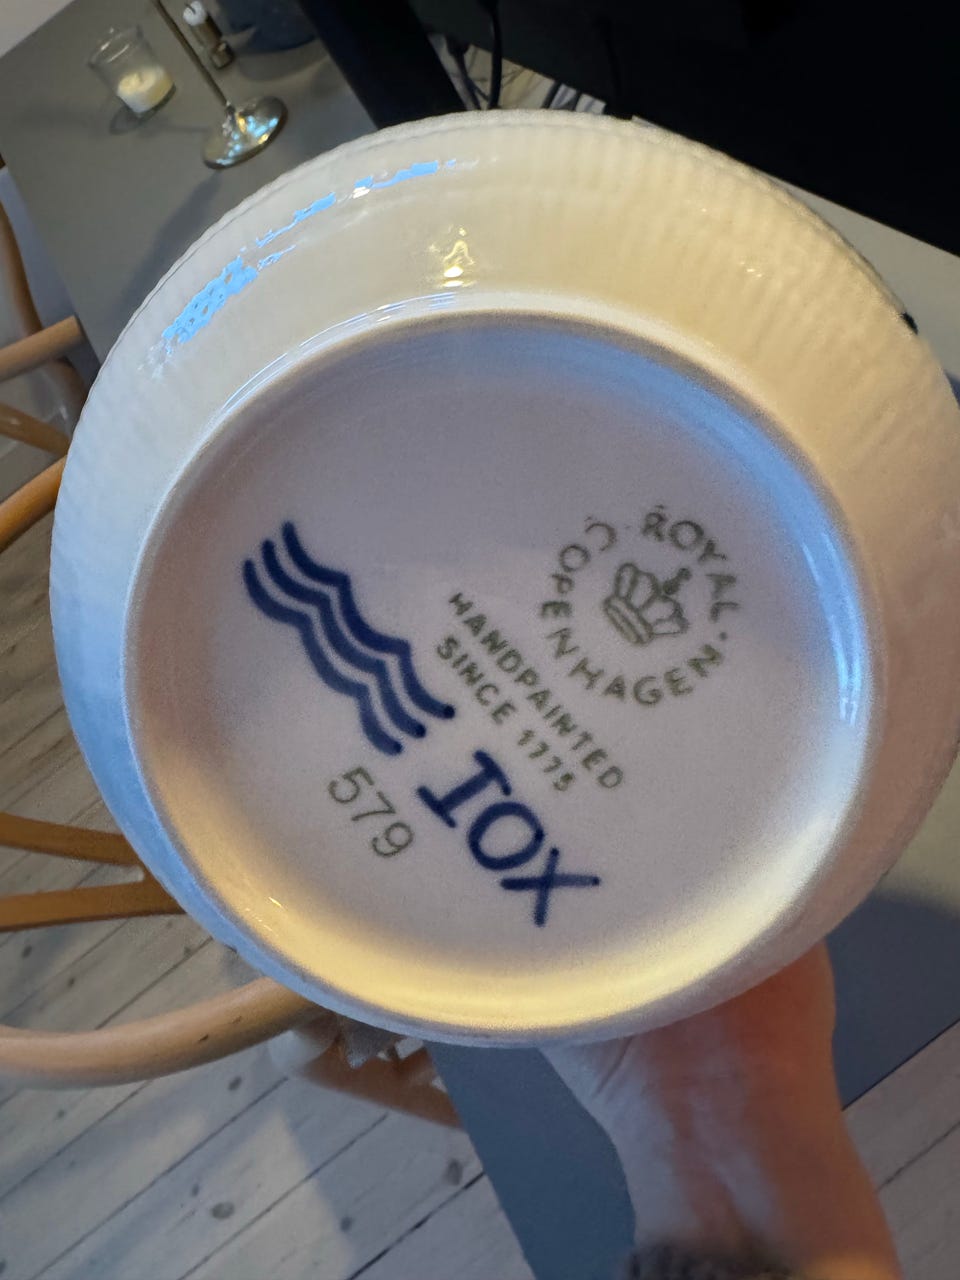 ROYAL · COPENHAGEN
HANDPAINTED
SINCE 1775
IOX
579